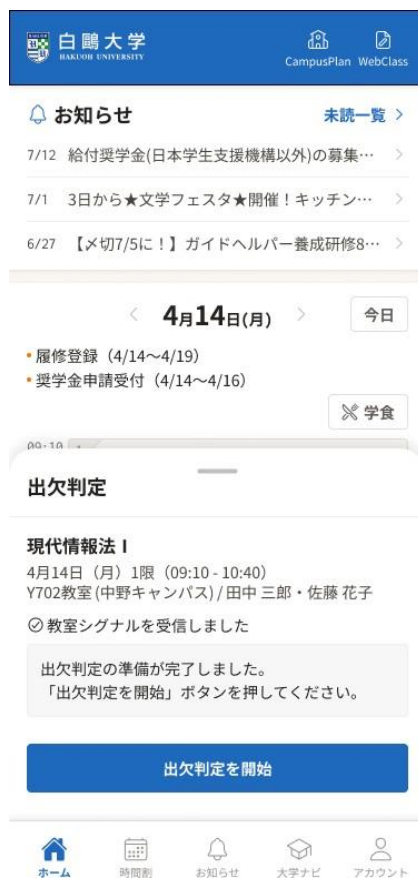 白鷗大学
HAKUOH UNIVERSITY
CampusPlan WebClass
お知らせ 未読一覧
7/12 給付奨学金(日本学生支援機構以外)の募集…
7/1 3日から★文学フェスタ★開催！キッチン…
6/27 【〆切7/5に！】ガイドヘルパー養成研修8…
4月14日(月) 今日
•履修登録（4/14～4/19）
•奨学金申請受付（4/14～4/16）
学食
09:10
出欠判定
現代情報法Ⅰ
4月14日（月）1限（09:10 - 10:40）
Y702教室(中野キャンパス) / 田中 三郎・佐藤 花子
教室シグナルを受信しました
出欠判定の準備が完了しました。
「出欠判定を開始」ボタンを押してください。
出欠判定を開始
ホーム 時間割 お知らせ 大学ナビ アカウント